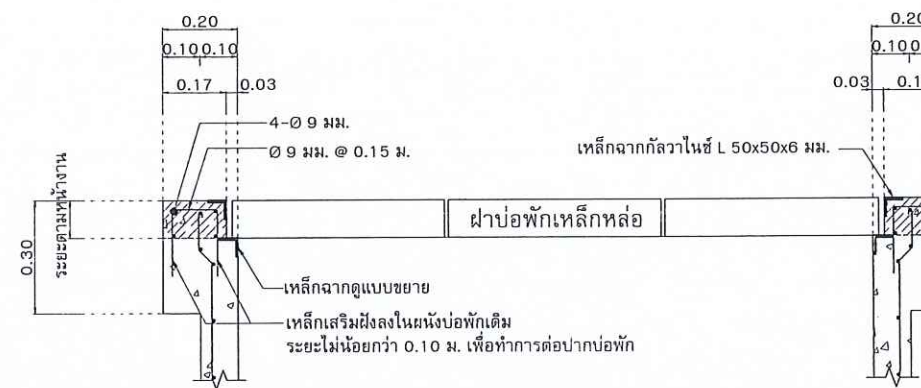 0.20
0.10 0.10
0.17 0.03
4-Ø 9 มม.
Ø 9 มม. @ 0.15 ม.
0.20
0.10
0.03
เหล็กฉากกัลวาไนซ์ L 50x50x6 มม.
ระยะตามหน้างาน
0.30
ฝาบ่อพักเหล็กหล่อ
เหล็กฉากดูแบบขยาย
เหล็กเสริมฝังลงในผนังบ่อพักเดิม
ระยะไม่น้อยกว่า 0.10 ม. เพื่อทำการต่อปากบ่อพัก